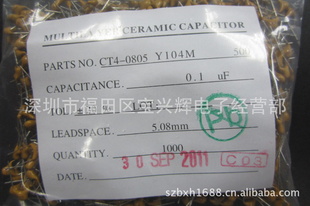 MULTILAYER CERAMIC CAPACITOR
PARTS NO. CT4-0805 Y104M 50V
CAPACITANCE 0.1 uF
深圳市福田区宝兴辉电子经营部
TOL
LEADSPACE 5.08mm
QUANTITY 1000
30 SEP 2011 C03
DATE
szbxh1688.cn.alibaba.com